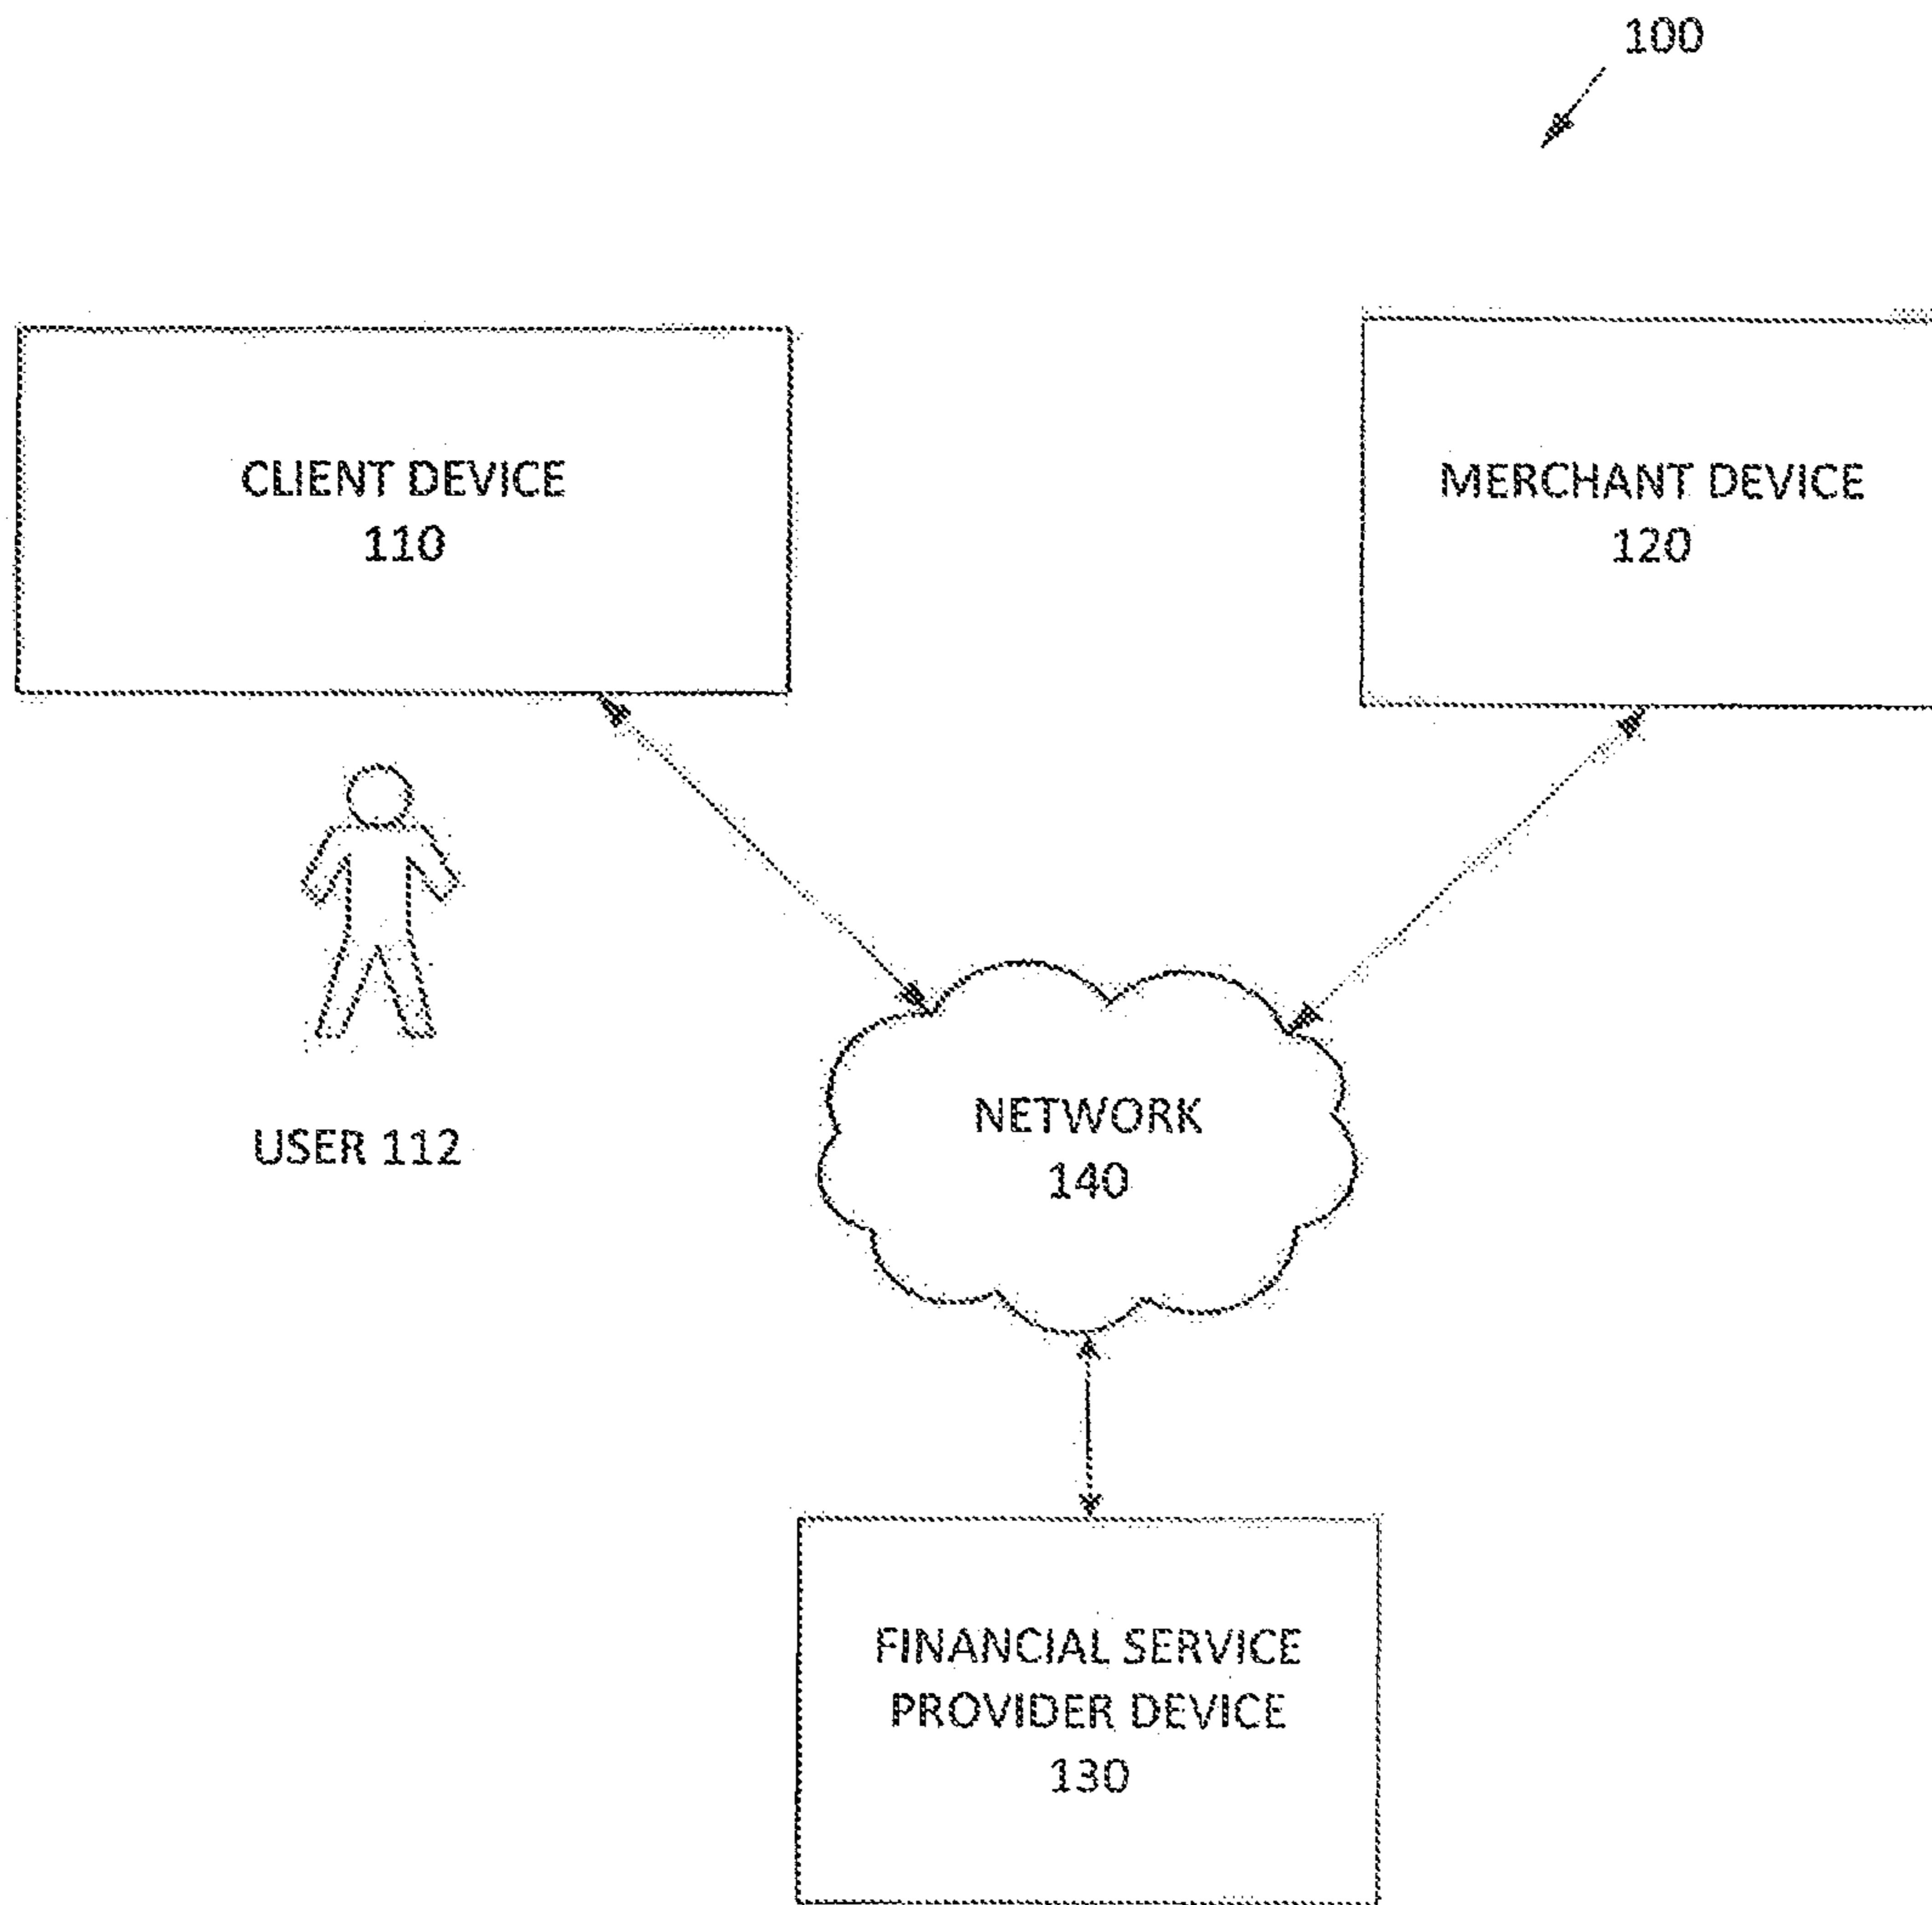 100
CLIENT DEVICE
110
MERCHANT DEVICE
120
USER 112
NETWORK
140
FINANCIAL SERVICE
PROVIDER DEVICE
130